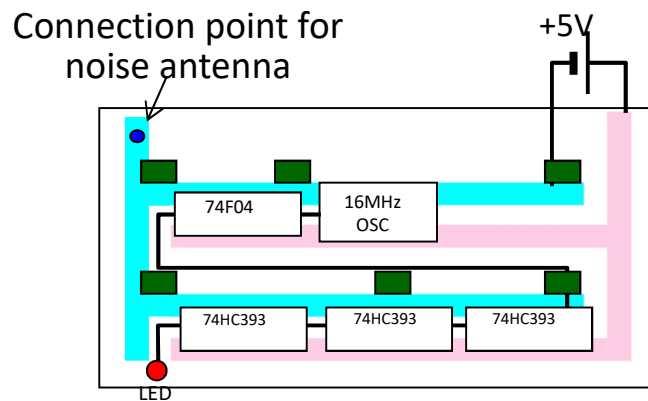 Connection point for
noise antenna
+5V
74F04
16MHz
OSC
74HC393
74HC393
74HC393
LED